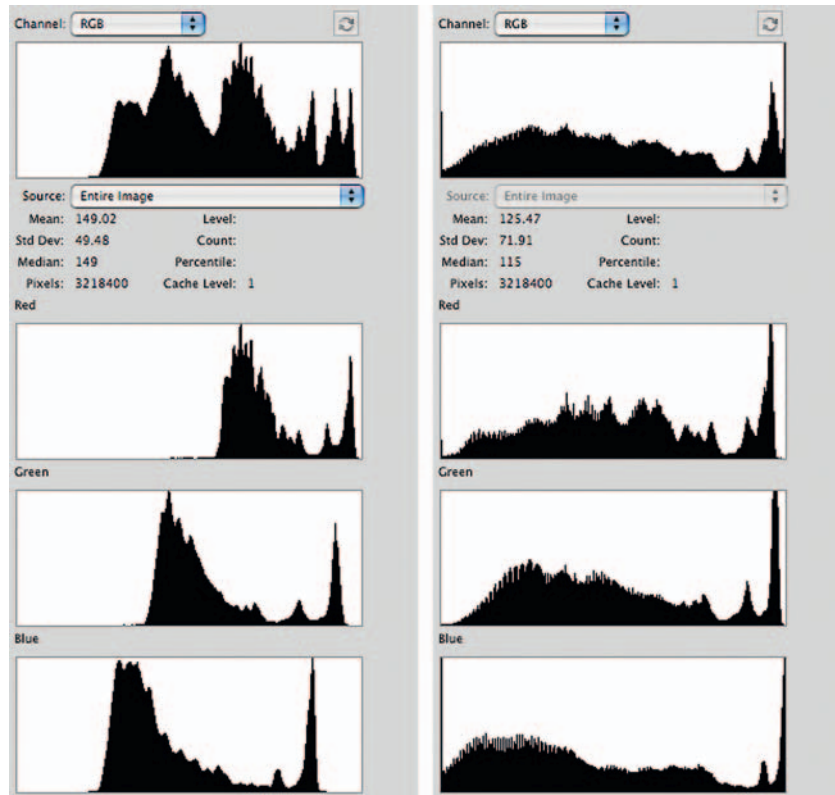 Channel: RGB
Source: Entire Image
Mean: 149.02 Level:
Std Dev: 49.48 Count:
Median: 149 Percentile:
Pixels: 3218400 Cache Level: 1
Red
Green
Blue
Channel: RGB
Source: Entire Image
Mean: 125.47 Level:
Std Dev: 71.91 Count:
Median: 115 Percentile:
Pixels: 3218400 Cache Level: 1
Red
Green
Blue